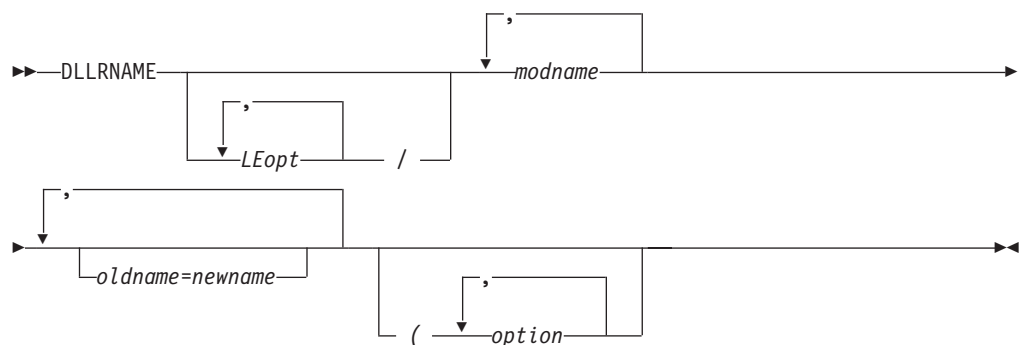 ,
DLLRNAME modname
,
LEopt /
,
oldname=newname
,
( option